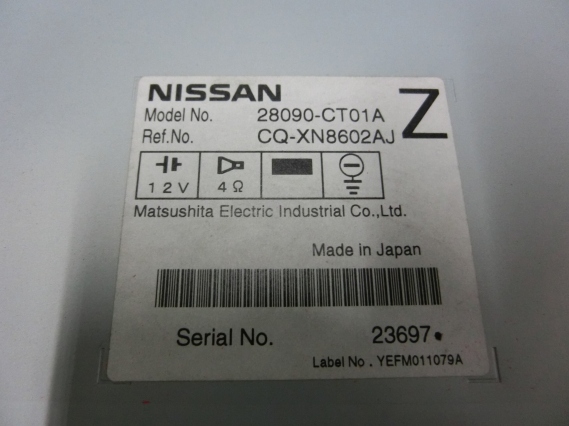 NISSAN
Model No. 28090-CT01A
Ref.No. CQ-XN8602AJ
Z
12V 4Ω
Matsushita Electric Industrial Co.,Ltd.
Made in Japan
Serial No. 23697
Label No . YEFM011079A